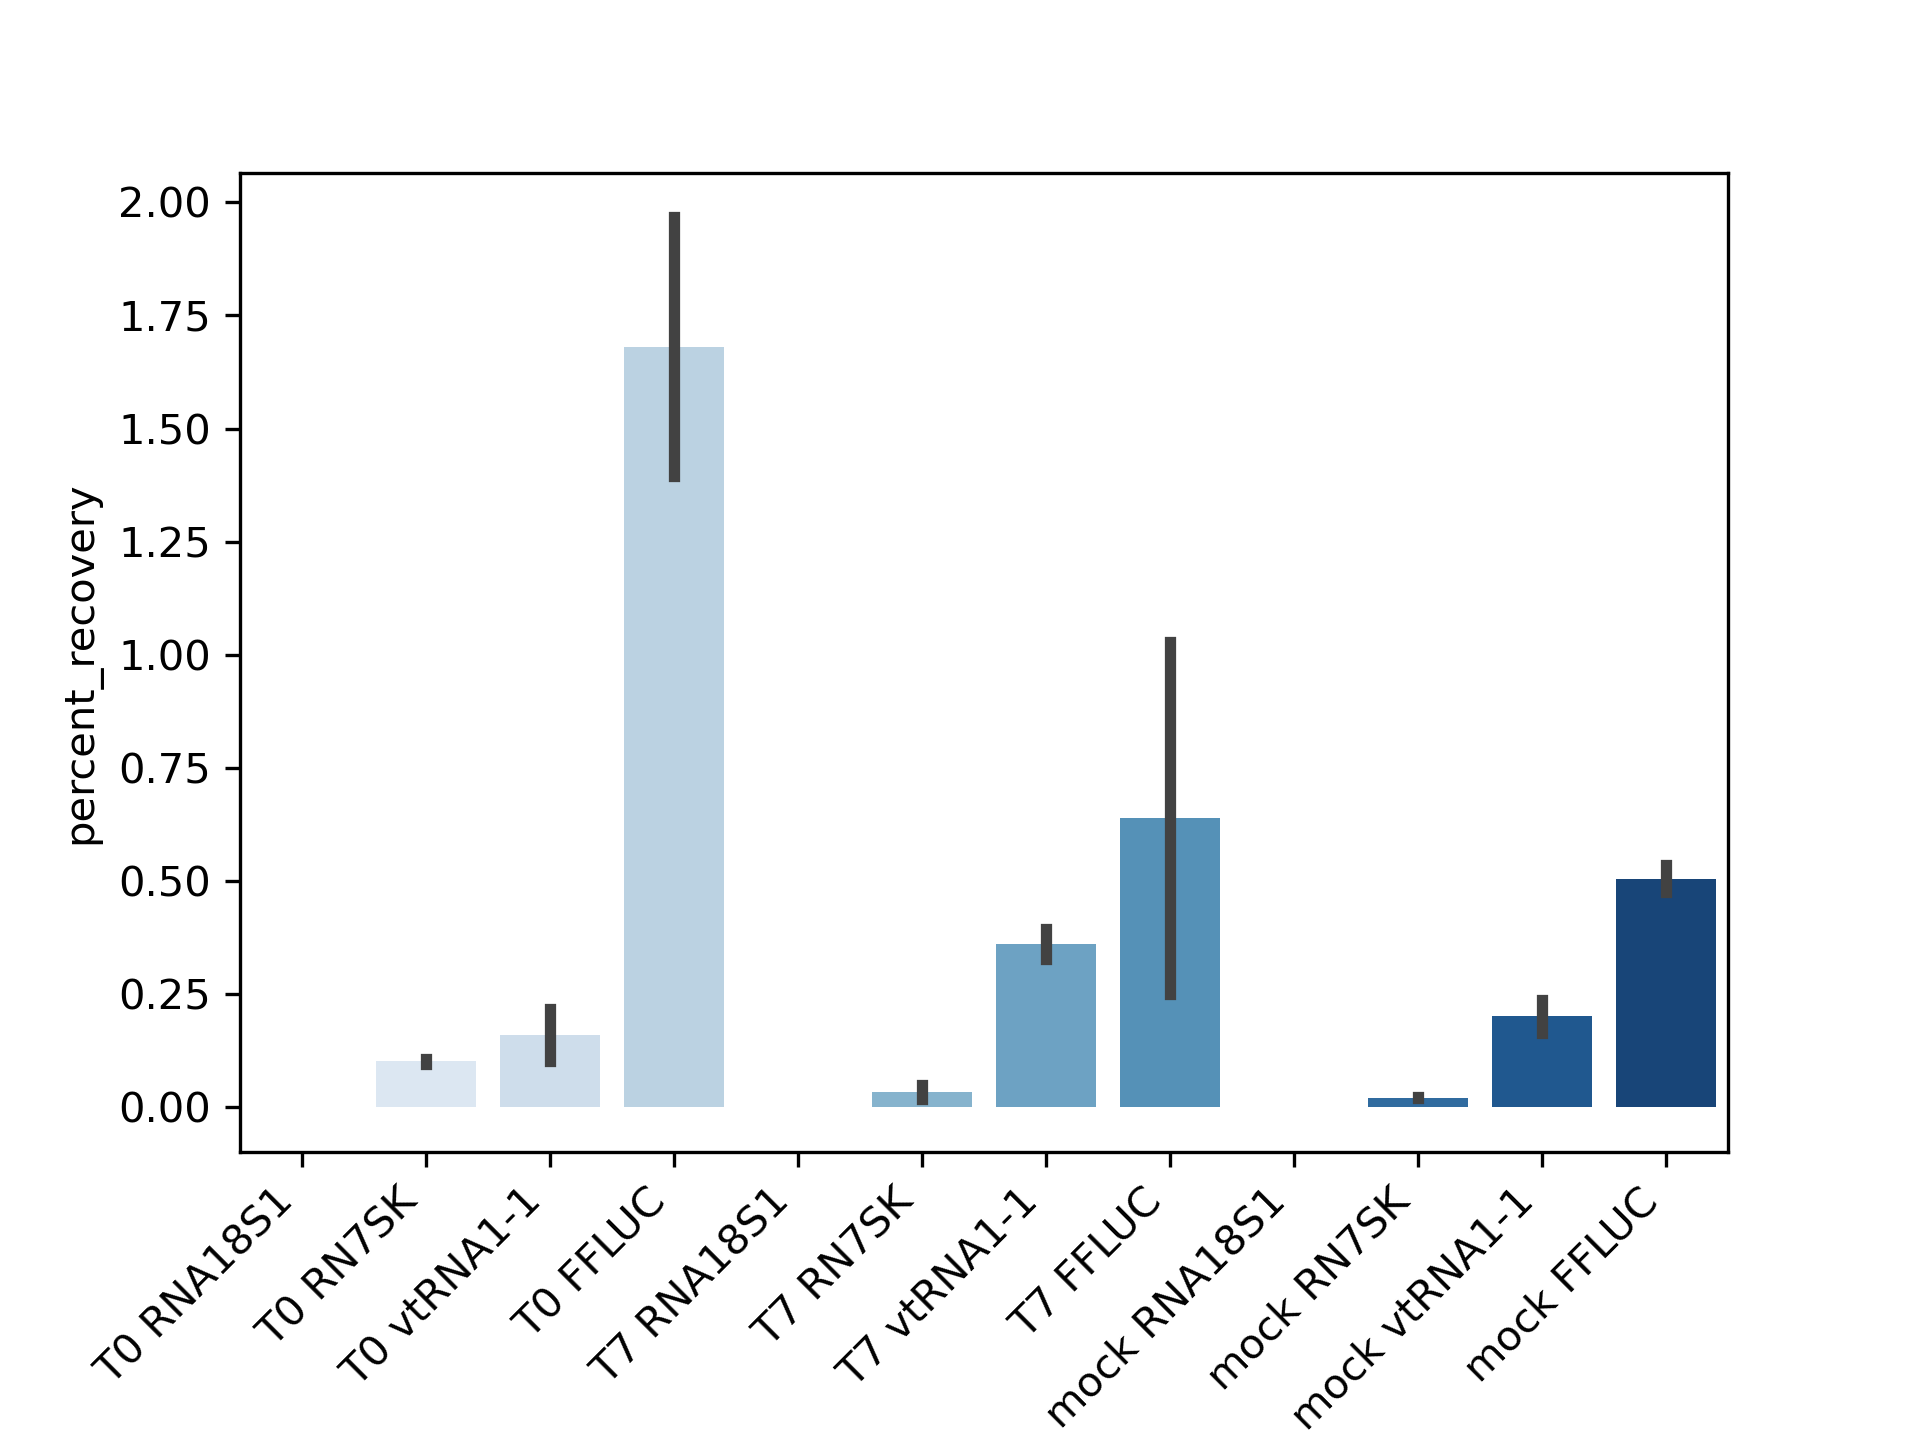 percent_recovery
2.00
1.75
1.50
1.25
1.00
0.75
0.50
0.25
0.00
T0 RNA18S1
T0 RN7SK
T0 vtRNA1-1
T0 FFLUC
T7 RNA18S1
T7 RN7SK
T7 vtRNA1-1
T7 FFLUC
mock RNA18S1
mock RN7SK
mock vtRNA1-1
mock FFLUC